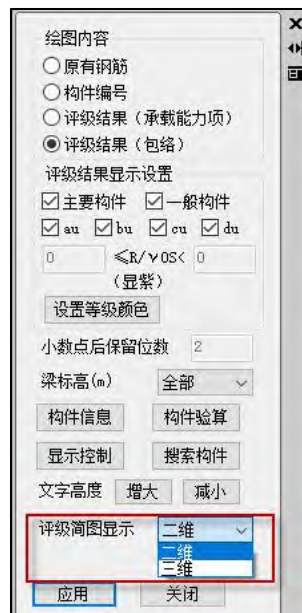 绘图内容
原有钢筋
构件编号
评级结果(承载能力项)
评级结果(包络)
评级结果显示设置
主要构件 一般构件
au bu cu du
0 ≤R/γ0S< 0
(显紫)
设置等级颜色
小数点后保留位数 2
梁标高(m) 全部
构件信息 构件验算
显示控制 搜索构件
文字高度 增大 减小
评级简图显示 二维
二维
三维
应用 关闭